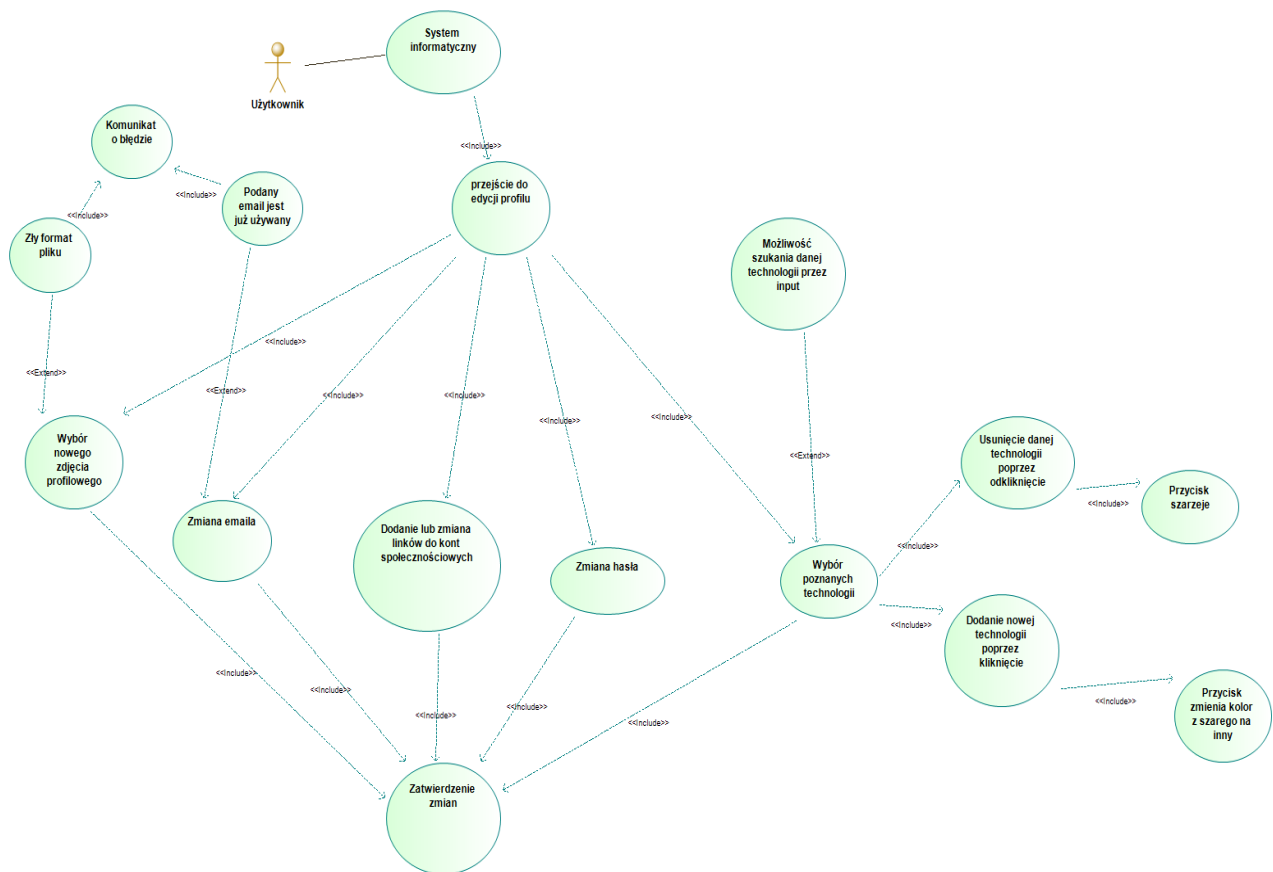 System
informatyczny
Użytkownik
<<Include>>
Komunikat
o błędzie
<<Include>>
<<Include>>
Podany
email jest
już używany
Zły format
pliku
przejście do
edycji profilu
Możliwość
szukania danej
technologii przez
input
<<Include>>
<<Extend>>
<<Extend>>
<<Include>>
<<Include>>
<<Include>>
<<Include>>
<<Extend>>
Wybór
nowego
zdjęcia
profilowego
Zmiana emaila
Dodanie lub zmiana
linków do kont
społecznościowych
Zmiana hasła
Wybór
poznanych
technologii
Usunięcie danej
technologii
poprzez
odkliknięcie
<<Include>>
Przycisk
szarzeje
<<Include>>
<<Include>>
Dodanie nowej
technologii
poprzez
kliknięcie
<<Include>>
Przycisk
zmienia kolor
z szarego na
inny
<<Include>>
<<Include>>
<<Include>>
<<Include>>
<<Include>>
Zatwierdzenie
zmian